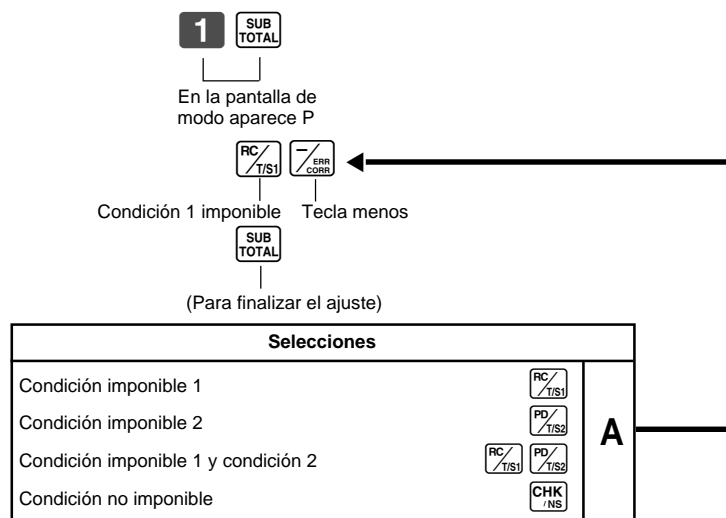 1 SUB TOTAL
En la pantalla de
modo aparece P
RC/T/S1 −/ERR CORR
Condición 1 imponible Tecla menos
SUB TOTAL
(Para finalizar el ajuste)
Selecciones
Condición imponible 1 RC/T/S1
Condición imponible 2 PD/T/S2
A
Condición imponible 1 y condición 2 RC/T/S1 PD/T/S2
Condición no imponible CHK/NS